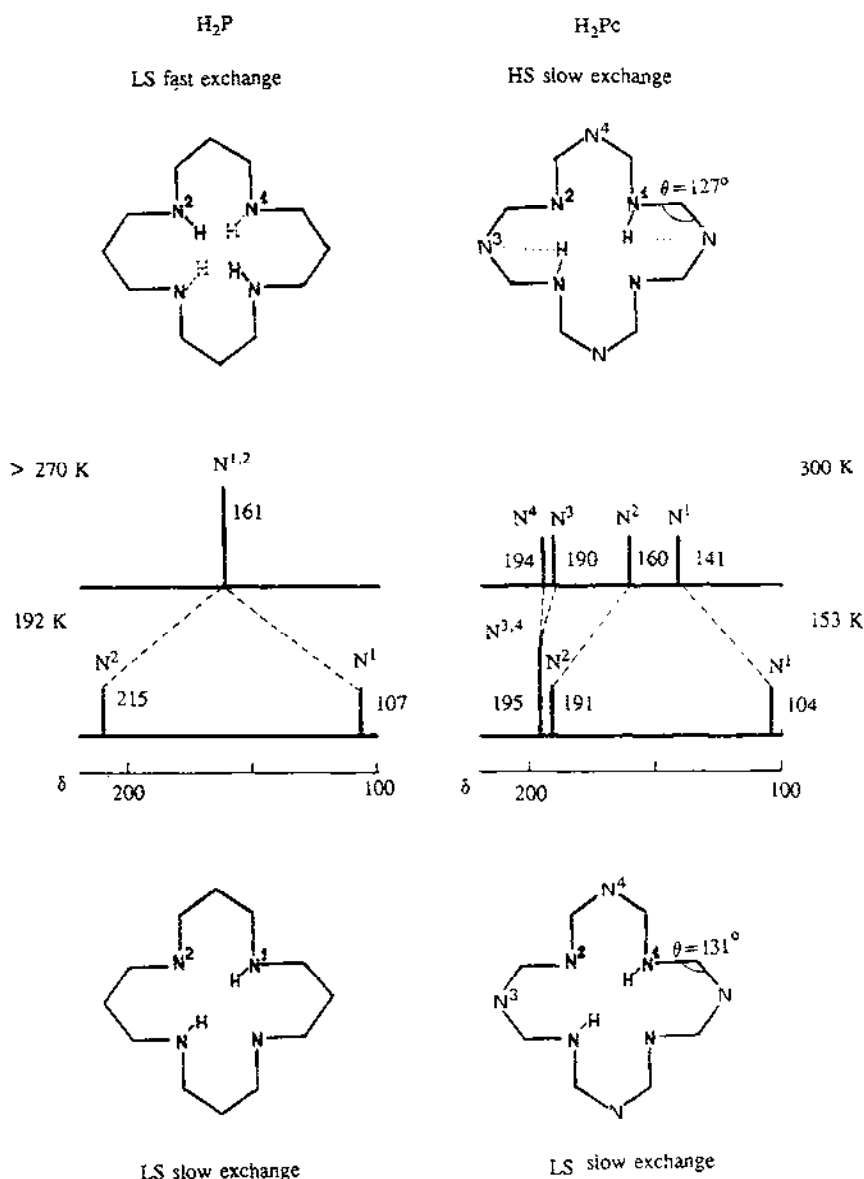 H₂P H₂Pc
LS fast exchange HS slow exchange
N⁴
N² N¹ N² N¹ θ=127°
H H H
N³ N
H H H
N N N N
N
> 270 K N¹,² 300 K
161 N⁴ N³ N² N¹
194 190 160 141
192 K 153 K
N² N¹ N³,⁴ N² N¹
215 107 195 191 104
δ 200 100 δ 200 100
N⁴
N² N¹ N² N¹ θ=131°
H H
N³ N
H H
N N N N
N
LS slow exchange LS slow exchange